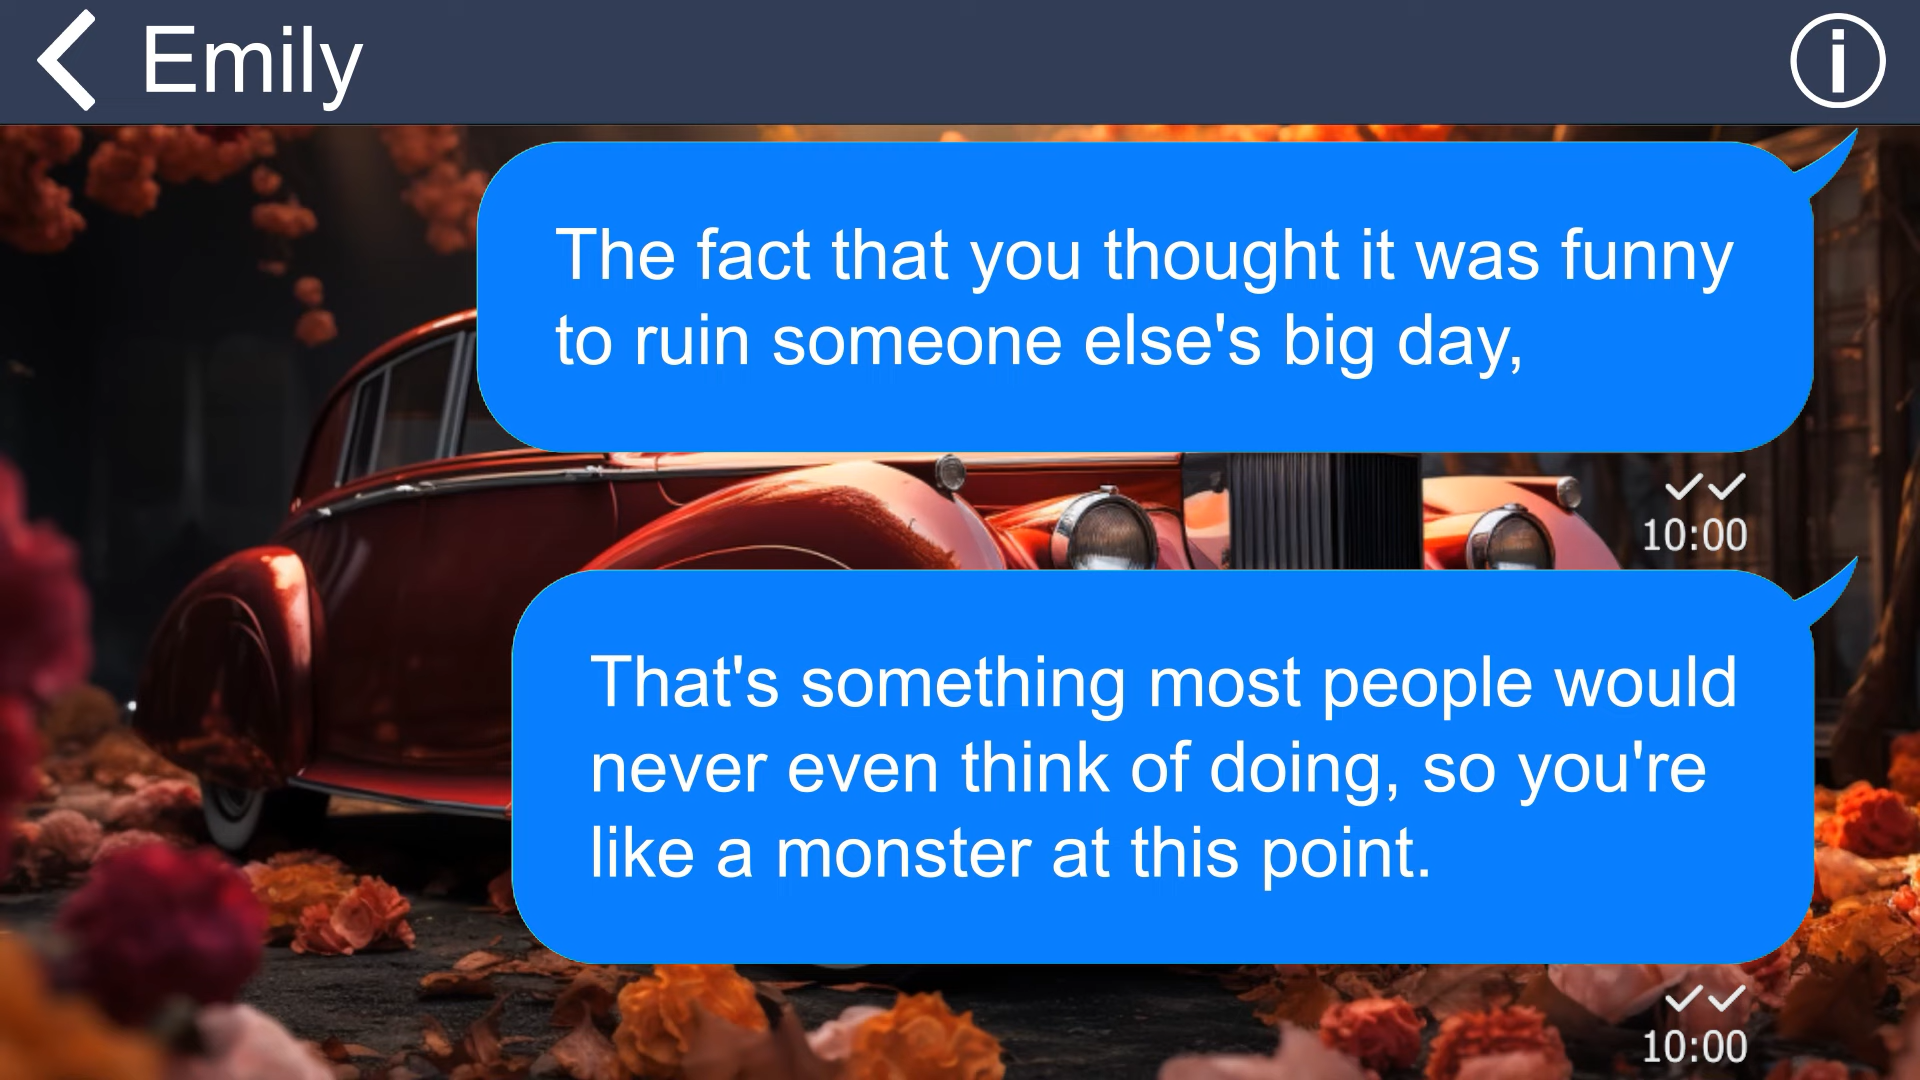 Emily
The fact that you thought it was funny
to ruin someone else's big day,
10:00
That's something most people would
never even think of doing, so you're
like a monster at this point.
10:00